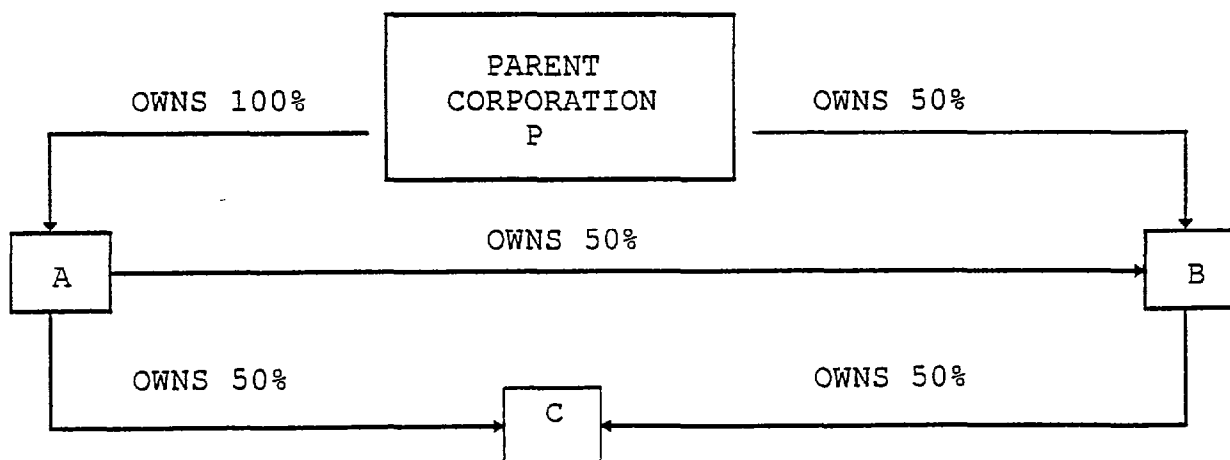 PARENT
CORPORATION
P
OWNS 100%
OWNS 50%
OWNS 50%
A
B
OWNS 50%
OWNS 50%
C